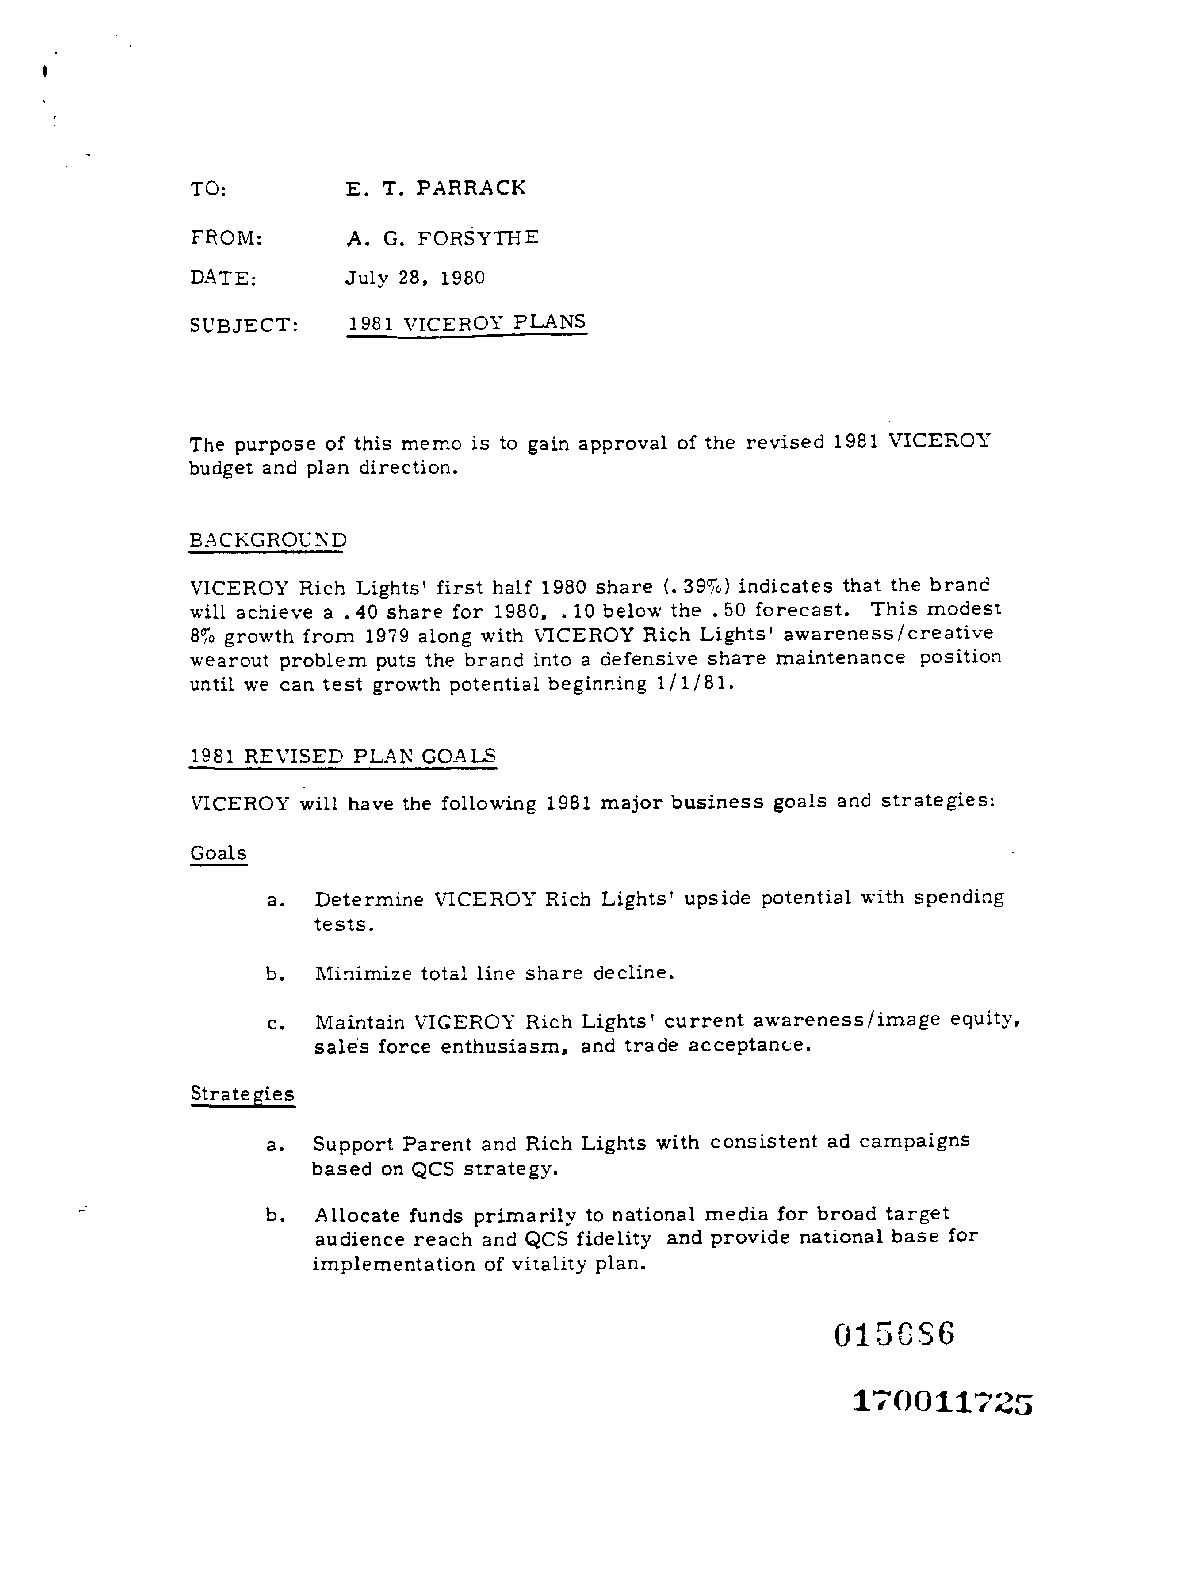 TO: E. T. PARRACK
FROM: A. G. FORSYTHE
DATE: July 28, 1980
SUBJECT: 1981 VICEROY PLANS
The purpose of this memo is to gain approval of the revised 1981 VICEROY
budget and plan direction.
BACKGROUND
VICEROY Rich Lights' first half 1980 share (.39%) indicates that the brand
will achieve a .40 share for 1980, .10 below the .50 forecast. This modest
8% growth from 1979 along with VICEROY Rich Lights' awareness/creative
wearout problem puts the brand into a defensive share maintenance position
until we can test growth potential beginning 1/1/81.
1981 REVISED PLAN GOALS
VICEROY will have the following 1981 major business goals and strategies:
Goals
a. Determine VICEROY Rich Lights' upside potential with spending
tests.
b. Minimize total line share decline.
c. Maintain VICEROY Rich Lights' current awareness/image equity,
sales force enthusiasm, and trade acceptance.
Strategies
a. Support Parent and Rich Lights with consistent ad campaigns
based on QCS strategy.
b. Allocate funds primarily to national media for broad target
audience reach and QCS fidelity and provide national base for
implementation of vitality plan.
170011725